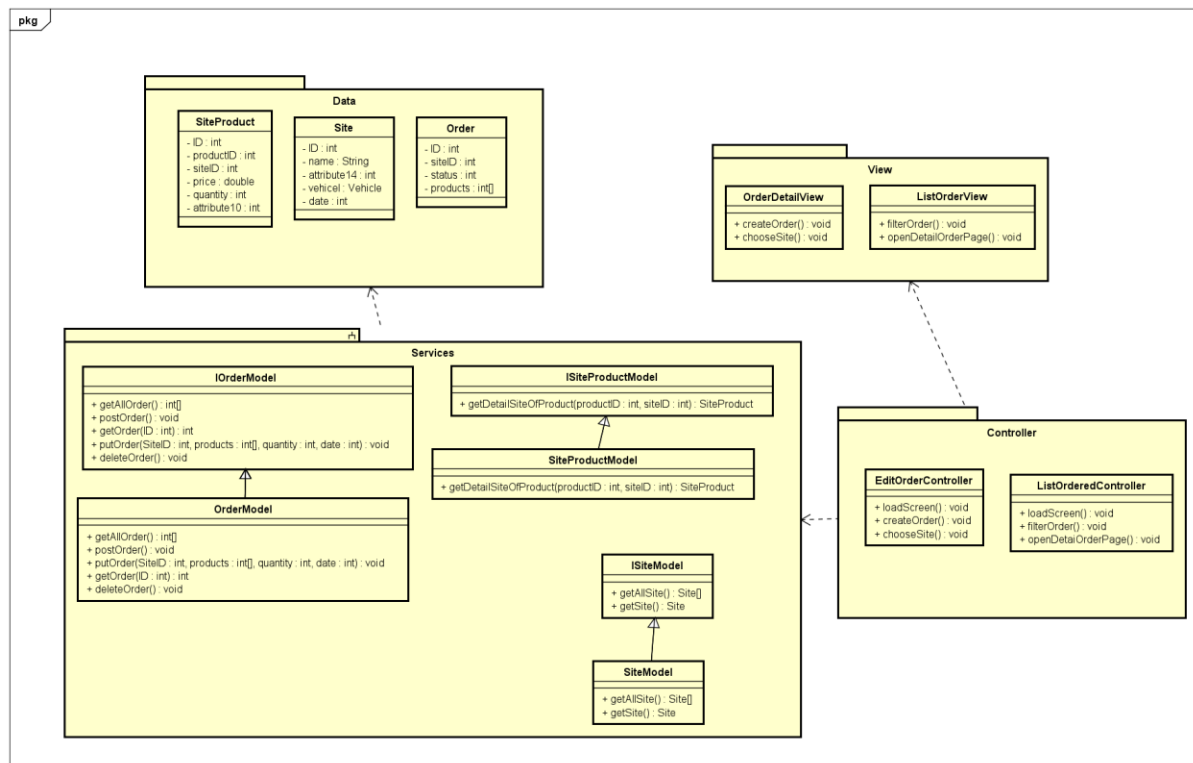 pkg
Data
SiteProduct
- ID : int
- productID : int
- siteID : int
- price : double
- quantity : int
- attribute10 : int
Site
- ID : int
- name : String
- attribute14 : int
- vehicel : Vehicle
- date : int
Order
- ID : int
- siteID : int
- status : int
- products : int[]
View
OrderDetailView
+ createOrder() : void
+ chooseSite() : void
ListOrderView
+ filterOrder() : void
+ openDetailOrderPage() : void
Services
IOrderModel
+ getAllOrder() : int[]
+ postOrder() : void
+ getOrder(ID : int) : int
+ putOrder(SiteID : int, products : int[], quantity : int, date : int) : void
+ deleteOrder() : void
OrderModel
+ getAllOrder() : int[]
+ postOrder() : void
+ putOrder(SiteID : int, products : int[], quantity : int, date : int) : void
+ getOrder(ID : int) : int
+ deleteOrder() : void
ISiteProductModel
+ getDetailSiteOfProduct(productID : int, siteID : int) : SiteProduct
SiteProductModel
+ getDetailSiteOfProduct(productID : int, siteID : int) : SiteProduct
ISiteModel
+ getAllSite() : Site[]
+ getSite() : Site
SiteModel
+ getAllSite() : Site[]
+ getSite() : Site
Controller
EditOrderController
+ loadScreen() : void
+ createOrder() : void
+ chooseSite() : void
ListOrderedController
+ loadScreen() : void
+ filterOrder() : void
+ openDetaiOrderPage() : void